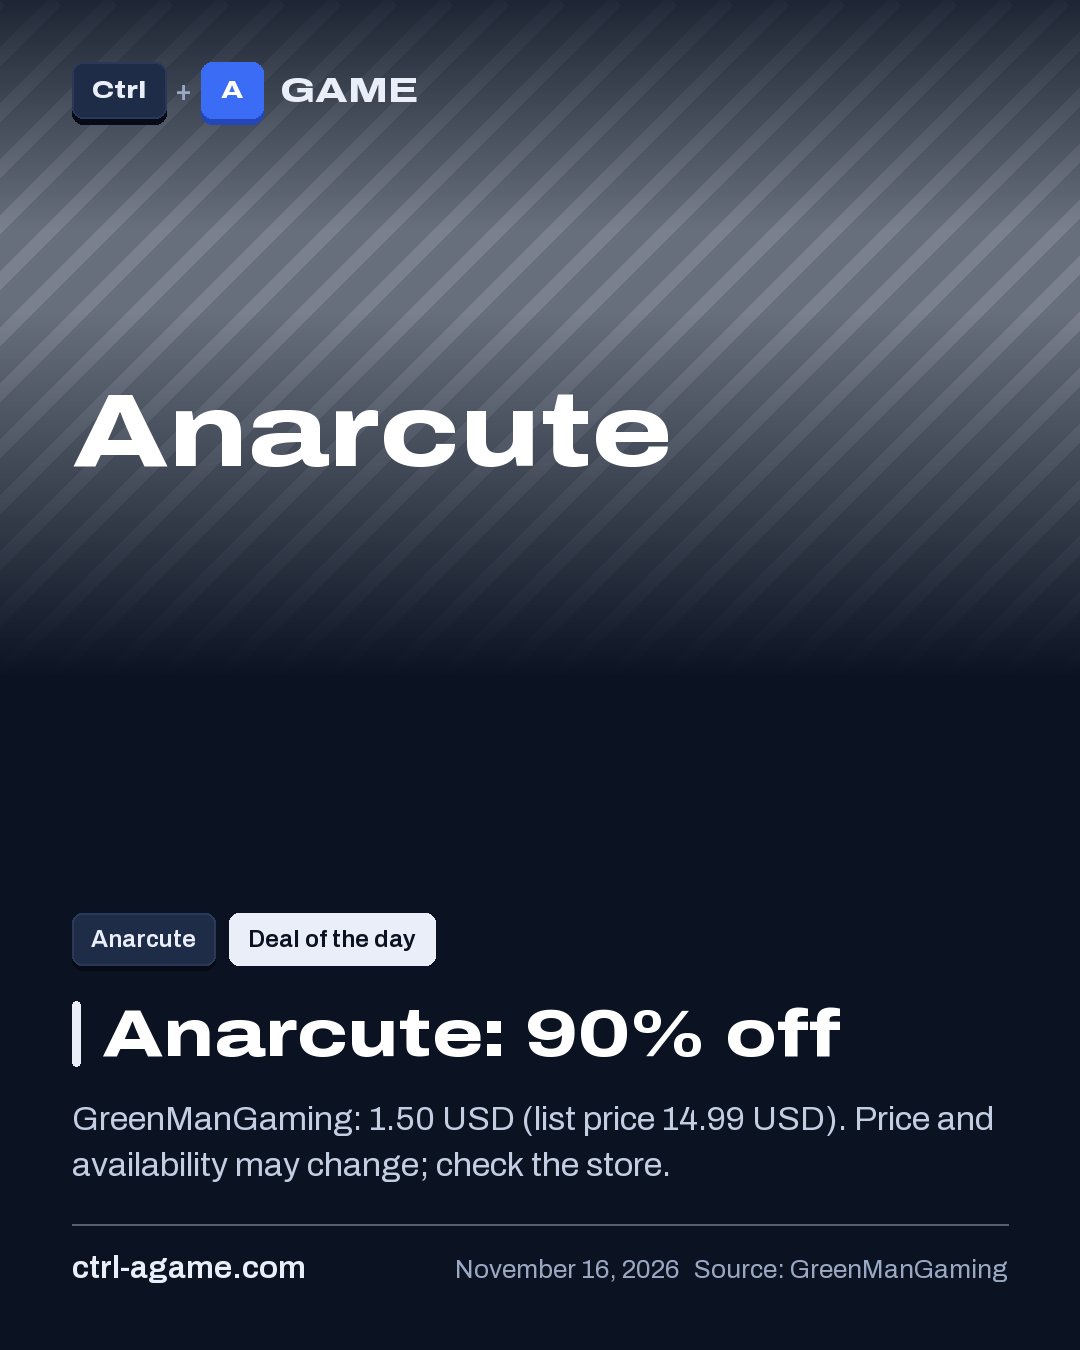 Ctrl + A GAME
Anarcute
Anarcute Deal of the day
Anarcute: 90% off
GreenManGaming: 1.50 USD (list price 14.99 USD). Price and
availability may change; check the store.
ctrl-agame.com November 16, 2026 Source: GreenManGaming